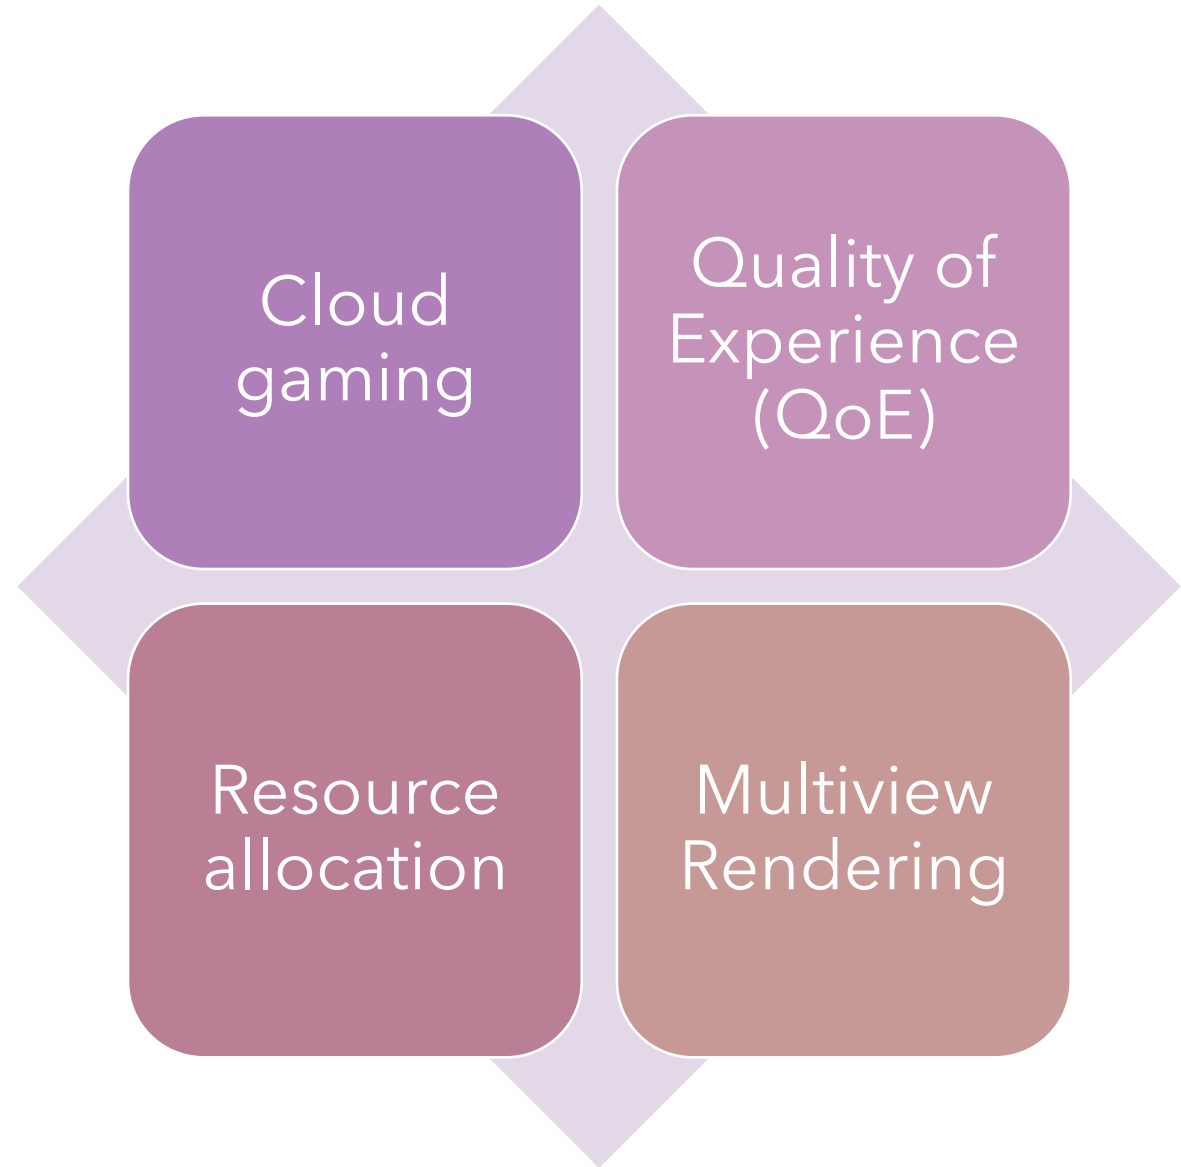 Cloud
gaming
Quality of
Experience
(QoE)
Resource
allocation
Multiview
Rendering